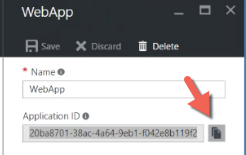 WebApp
Save Discard Delete
* Name
WebApp
Application ID
20ba8701-38ac-4a64-9eb1-f042e8b119f2